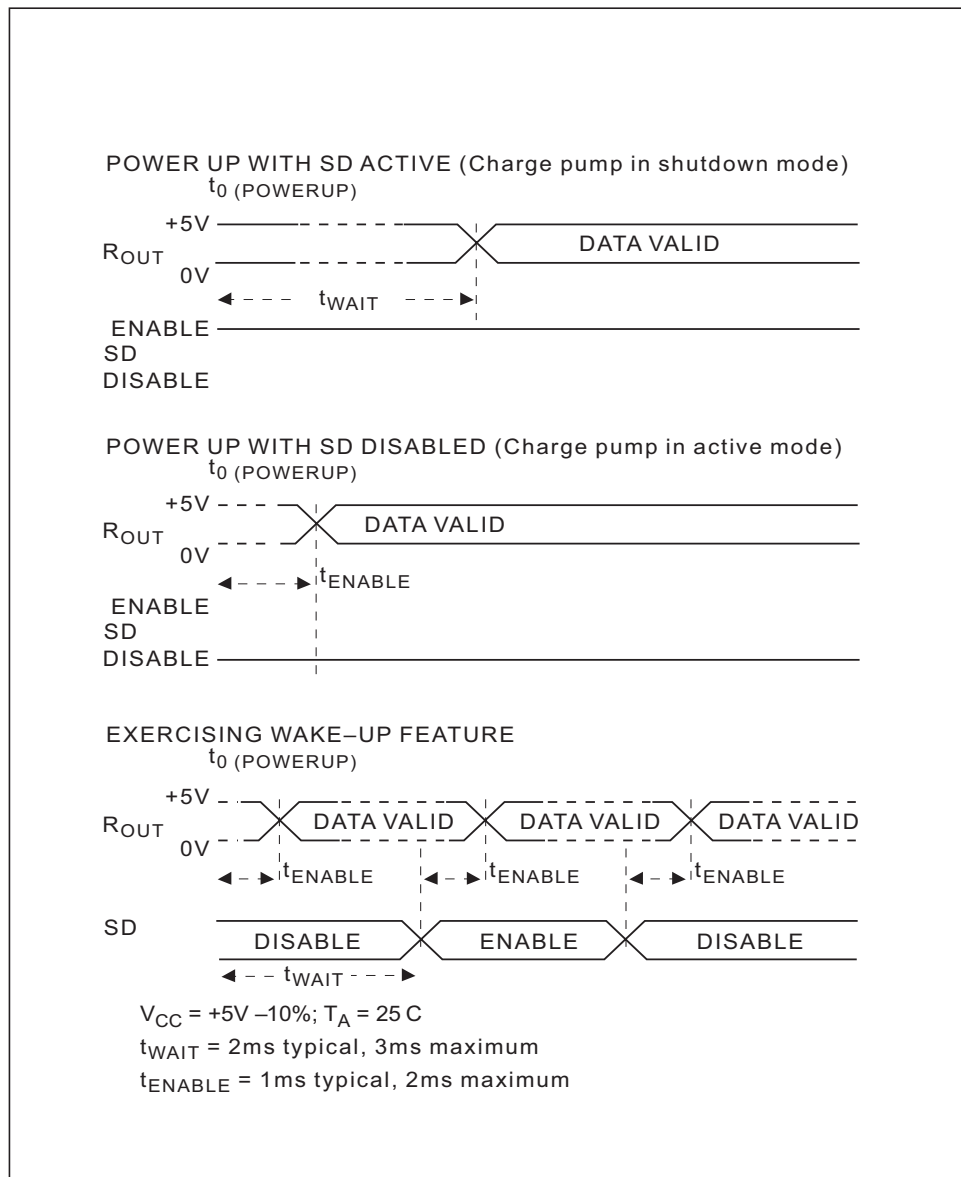 POWER UP WITH SD ACTIVE (Charge pump in shutdown mode)
t0 (POWERUP)
+5V
ROUT
DATA VALID
0V
tWAIT
ENABLE
SD
DISABLE
POWER UP WITH SD DISABLED (Charge pump in active mode)
t0 (POWERUP)
+5V
ROUT
DATA VALID
0V
tENABLE
ENABLE
SD
DISABLE
EXERCISING WAKE–UP FEATURE
t0 (POWERUP)
+5V
ROUT
DATA VALID DATA VALID DATA VALID
0V
tENABLE tENABLE tENABLE
SD
DISABLE ENABLE DISABLE
tWAIT
VCC = +5V –10%; TA = 25 C
tWAIT = 2ms typical, 3ms maximum
tENABLE = 1ms typical, 2ms maximum